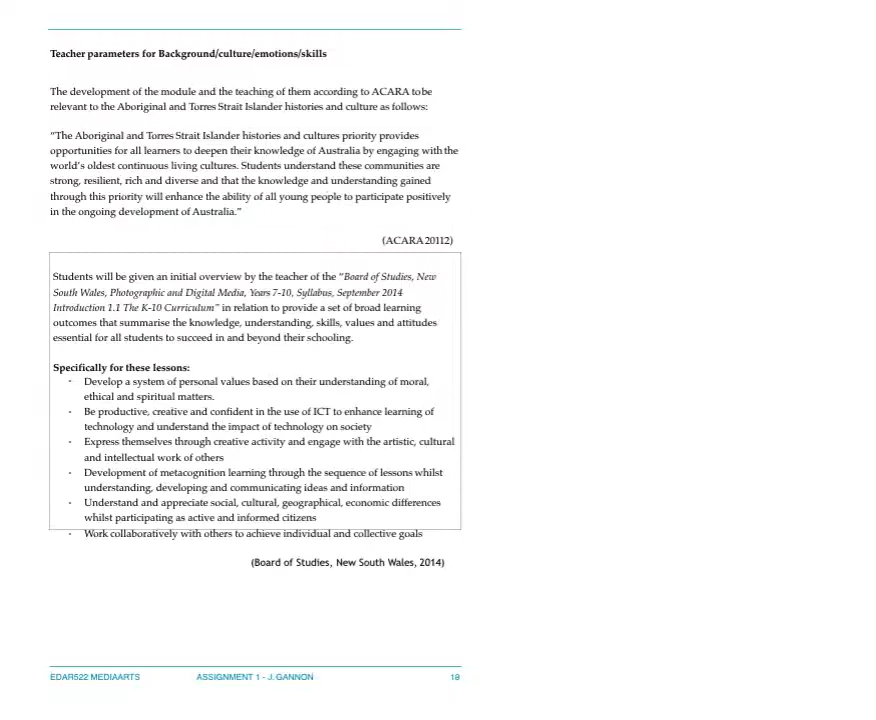 Teacher parameters for Background/culture/emotions/skills
The development of the module and the teaching of them according to ACARA to be
relevant to the Aboriginal and Torres Strait Islander histories and culture as follows:
“The Aboriginal and Torres Strait Islander histories and cultures priority provides
opportunities for all learners to deepen their knowledge of Australia by engaging with the
world’s oldest continuous living cultures. Students understand these communities are
strong, resilient, rich and diverse and that the knowledge and understanding gained
through this priority will enhance the ability of all young people to participate positively
in the ongoing development of Australia.”
(ACARA 20112)
Students will be given an initial overview by the teacher of the “Board of Studies, New
South Wales, Photographic and Digital Media, Years 7-10, Syllabus, September 2014
Introduction 1.1 The K-10 Curriculum” in relation to provide a set of broad learning
outcomes that summarise the knowledge, understanding, skills, values and attitudes
essential for all students to succeed in and beyond their schooling.
Specifically for these lessons:
· Develop a system of personal values based on their understanding of moral,
ethical and spiritual matters.
· Be productive, creative and confident in the use of ICT to enhance learning of
technology and understand the impact of technology on society
· Express themselves through creative activity and engage with the artistic, cultural
and intellectual work of others
· Development of metacognition learning through the sequence of lessons whilst
understanding, developing and communicating ideas and information
· Understand and appreciate social, cultural, geographical, economic differences
whilst participating as active and informed citizens
· Work collaboratively with others to achieve individual and collective goals
(Board of Studies, New South Wales, 2014)
EDAR522 MEDIAARTS ASSIGNMENT 1 - J. GANNON 19